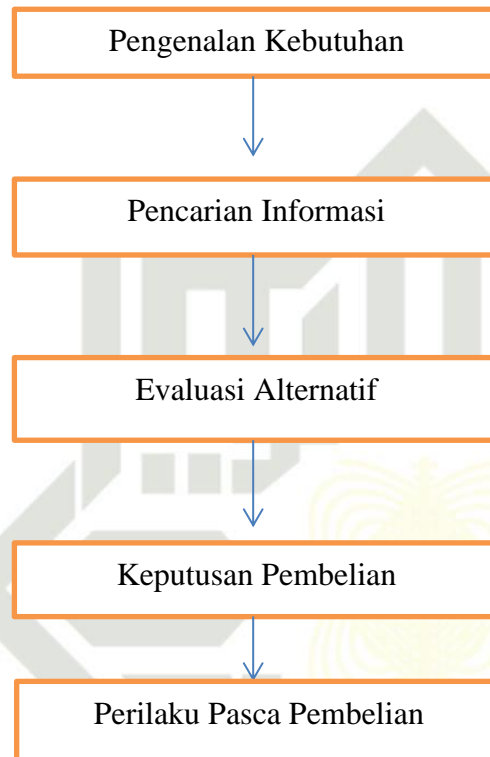 Pengenalan Kebutuhan
Pencarian Informasi
Evaluasi Alternatif
Keputusan Pembelian
Perilaku Pasca Pembelian